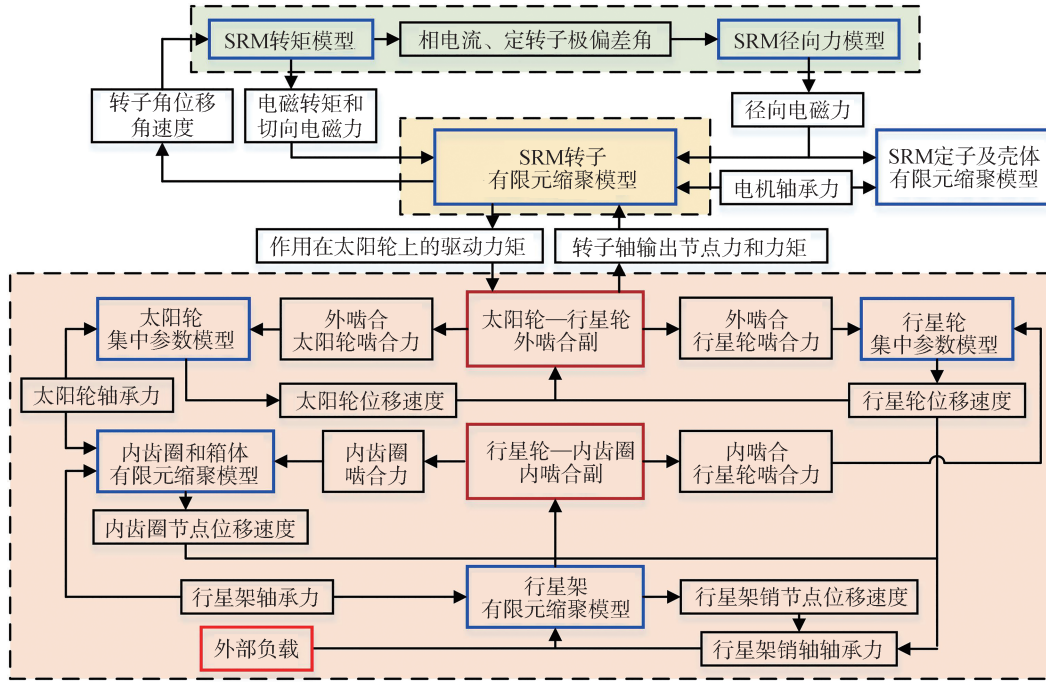 SRM转矩模型
相电流、定转子极偏差角
SRM径向力模型
转子角位移
角速度
电磁转矩和
切向电磁力
径向电磁力
SRM转子
有限元缩聚模型
SRM定子及壳体
有限元缩聚模型
电机轴承力
作用在太阳轮上的驱动力矩
转子轴输出节点力和力矩
太阳轮
集中参数模型
外啮合
太阳轮啮合力
太阳轮—行星轮
外啮合副
外啮合
行星轮啮合力
行星轮
集中参数模型
太阳轮轴承力
太阳轮位移速度
行星轮位移速度
内齿圈和箱体
有限元缩聚模型
内齿圈
啮合力
行星轮—内齿圈
内啮合副
内啮合
行星轮啮合力
内齿圈节点位移速度
行星架轴承力
行星架
有限元缩聚模型
行星架销节点位移速度
外部负载
行星架销轴轴承力